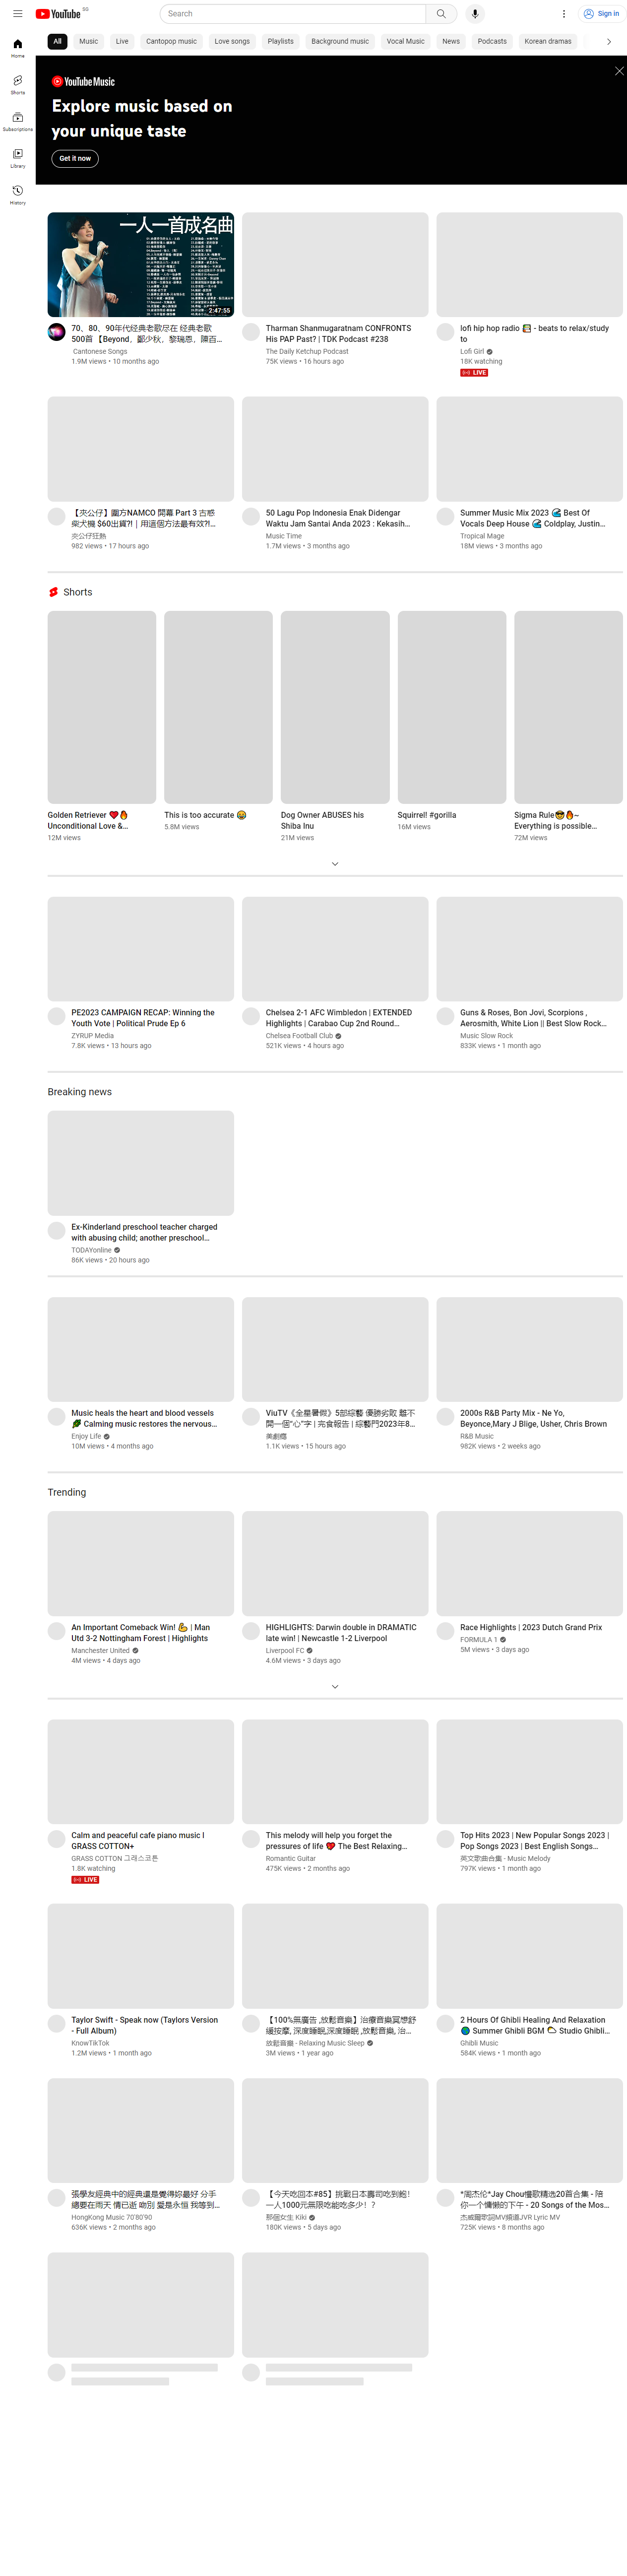 YouTube SG
Search
Sign in
Home
Shorts
Subscriptions
Library
History
All
Music
Live
Cantopop music
Love songs
Playlists
Background music
Vocal Music
News
Podcasts
Korean dramas
YouTube Music
Explore music based on
your unique taste
Get it now
一人一首成名曲
2:47:55
70、80、90年代经典老歌尽在 经典老歌
500首 【Beyond，鄭少秋，黎瑞恩，陳百...
Cantonese Songs
1.9M views • 10 months ago
Tharman Shanmugaratnam CONFRONTS
His PAP Past? | TDK Podcast #238
The Daily Ketchup Podcast
75K views • 16 hours ago
lofi hip hop radio 📚 - beats to relax/study
to
Lofi Girl
18K watching
LIVE
【夾公仔】圍方NAMCO 開幕 Part 3 古惑
柴犬機 $60出貨?!｜用這個方法最有效?!...
夾公仔狂熱
982 views • 17 hours ago
50 Lagu Pop Indonesia Enak Didengar
Waktu Jam Santai Anda 2023 : Kekasih...
Music Time
1.7M views • 3 months ago
Summer Music Mix 2023 🌊 Best Of
Vocals Deep House 🌊 Coldplay, Justin...
Tropical Mage
18M views • 3 months ago
Shorts
Golden Retriever ❤️🔥
Unconditional Love &...
12M views
This is too accurate 😂
5.8M views
Dog Owner ABUSES his
Shiba Inu
21M views
Squirrel! #gorilla
16M views
Sigma Rule😎🔥~
Everything is possible...
72M views
PE2023 CAMPAIGN RECAP: Winning the
Youth Vote | Political Prude Ep 6
ZYRUP Media
7.8K views • 13 hours ago
Chelsea 2-1 AFC Wimbledon | EXTENDED
Highlights | Carabao Cup 2nd Round...
Chelsea Football Club
521K views • 4 hours ago
Guns & Roses, Bon Jovi, Scorpions ,
Aerosmith, White Lion || Best Slow Rock...
Music Slow Rock
833K views • 1 month ago
Breaking news
Ex-Kinderland preschool teacher charged
with abusing child; another preschool...
TODAYonline
86K views • 20 hours ago
Music heals the heart and blood vessels
🌿 Calming music restores the nervous...
Enjoy Life
10M views • 4 months ago
ViuTV《全星暑假》5部綜藝 優勝劣敗 離不
開一個“心”字 | 完食報告 | 綜藝鬥2023年8...
美劇癮
1.1K views • 15 hours ago
2000s R&B Party Mix - Ne Yo,
Beyonce,Mary J Blige, Usher, Chris Brown
R&B Music
982K views • 2 weeks ago
Trending
An Important Comeback Win! 💪 | Man
Utd 3-2 Nottingham Forest | Highlights
Manchester United
4M views • 4 days ago
HIGHLIGHTS: Darwin double in DRAMATIC
late win! | Newcastle 1-2 Liverpool
Liverpool FC
4.6M views • 3 days ago
Race Highlights | 2023 Dutch Grand Prix
FORMULA 1
5M views • 3 days ago
Calm and peaceful cafe piano music l
GRASS COTTON+
GRASS COTTON 그래스코튼
1.8K watching
LIVE
This melody will help you forget the
pressures of life ❤️ The Best Relaxing...
Romantic Guitar
475K views • 2 months ago
Top Hits 2023 | New Popular Songs 2023 |
Pop Songs 2023 | Best English Songs...
英文歌曲合集 - Music Melody
797K views • 1 month ago
Taylor Swift - Speak now (Taylors Version
- Full Album)
KnowTikTok
1.2M views • 1 month ago
【100%無廣告 ,放鬆音樂】治療音樂冥想舒
緩按摩, 深度睡眠,深度睡眠 ,放鬆音樂, 治...
放鬆音樂 - Relaxing Music Sleep
3M views • 1 year ago
2 Hours Of Ghibli Healing And Relaxation
🌍 Summer Ghibli BGM 🌤 Studio Ghibli...
Ghibli Music
584K views • 1 month ago
張學友經典中的經典還是覺得妳最好 分手
總要在雨天 情已逝 吻別 愛是永恒 我等到...
HongKong Music 70'80'90
636K views • 2 months ago
【今天吃回本#85】挑戰日本壽司吃到飽！
一人1000元無限吃能吃多少！？
那個女生 Kiki
180K views • 5 days ago
*周杰伦*Jay Chou慢歌精选20首合集 - 陪
你一个慵懒的下午 - 20 Songs of the Mos...
杰威爾歌詞MV頻道JVR Lyric MV
725K views • 8 months ago